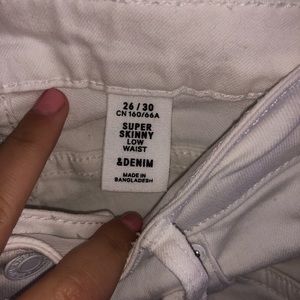 26 / 30
CN 160/66A
SUPER
SKINNY
LOW
WAIST
&DENIM
MADE IN
BANGLADESH